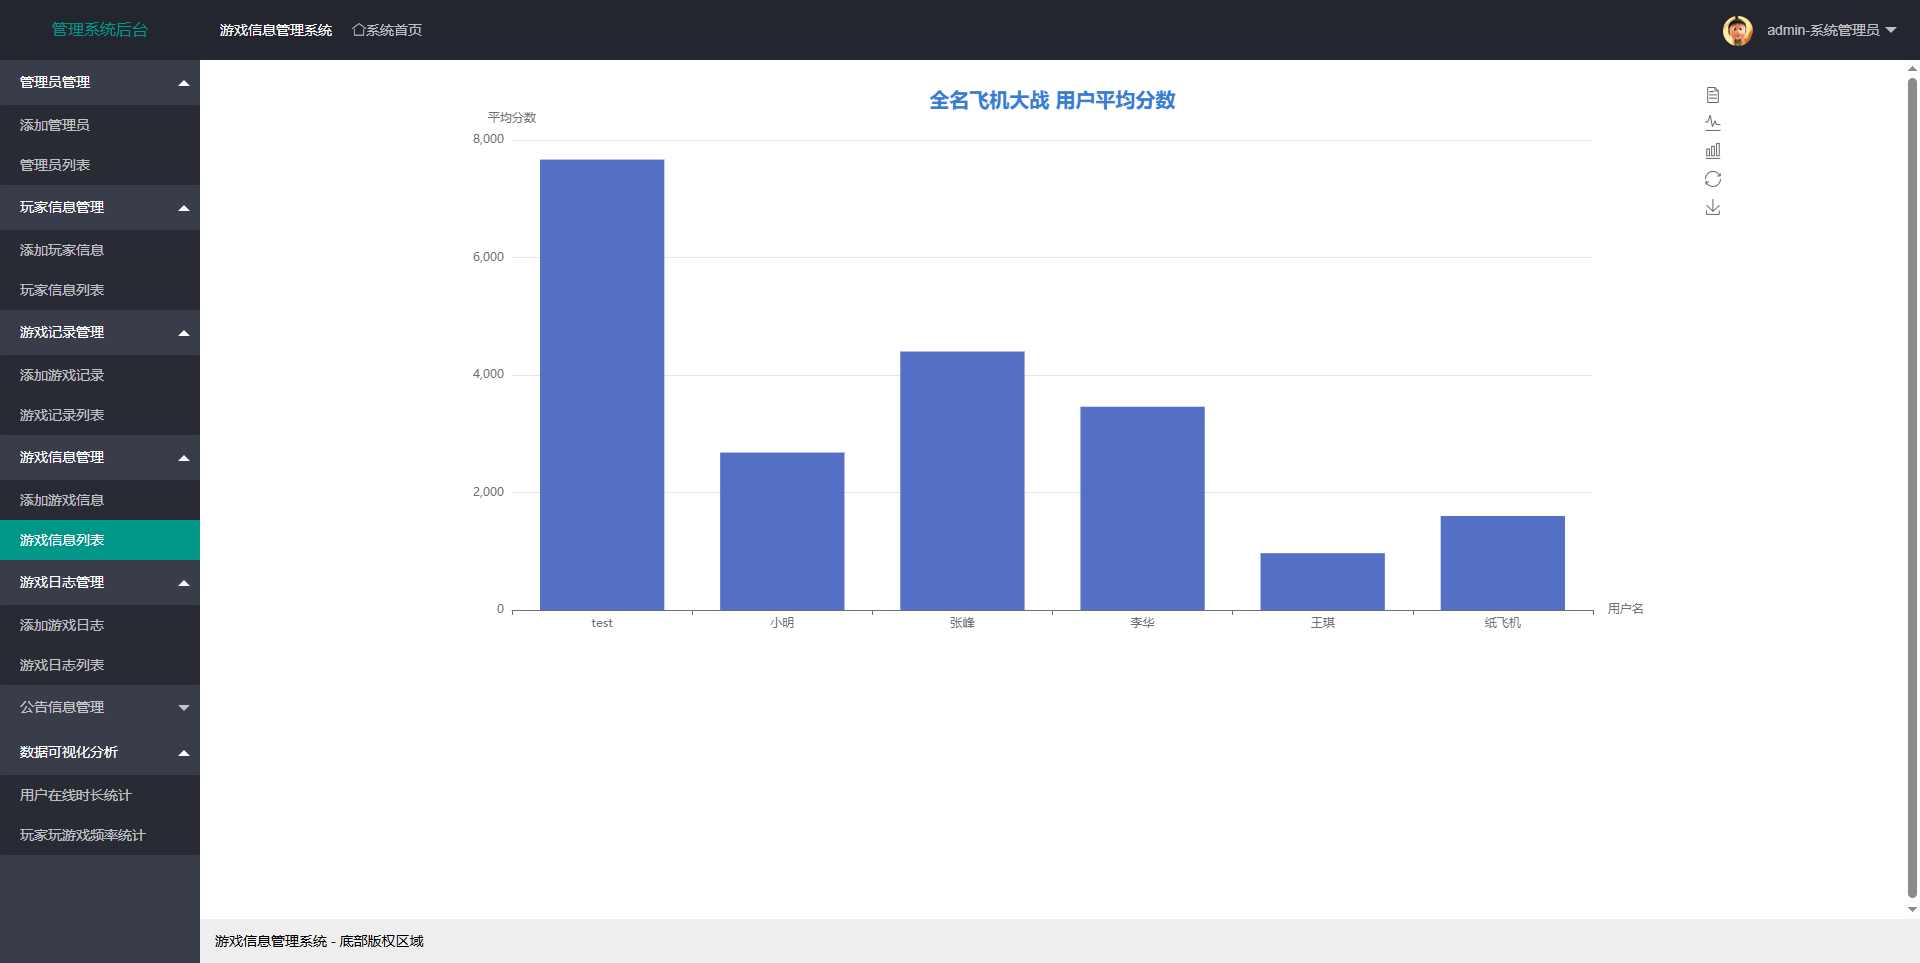 管理系统后台
游戏信息管理系统
系统首页
admin-系统管理员
管理员管理
添加管理员
管理员列表
玩家信息管理
添加玩家信息
玩家信息列表
游戏记录管理
添加游戏记录
游戏记录列表
游戏信息管理
添加游戏信息
游戏信息列表
游戏日志管理
添加游戏日志
游戏日志列表
公告信息管理
数据可视化分析
用户在线时长统计
玩家玩游戏频率统计
全名飞机大战 用户平均分数
平均分数
8,000
6,000
4,000
2,000
0
test
小明
张峰
李华
王琪
纸飞机
用户名
游戏信息管理系统 - 底部版权区域